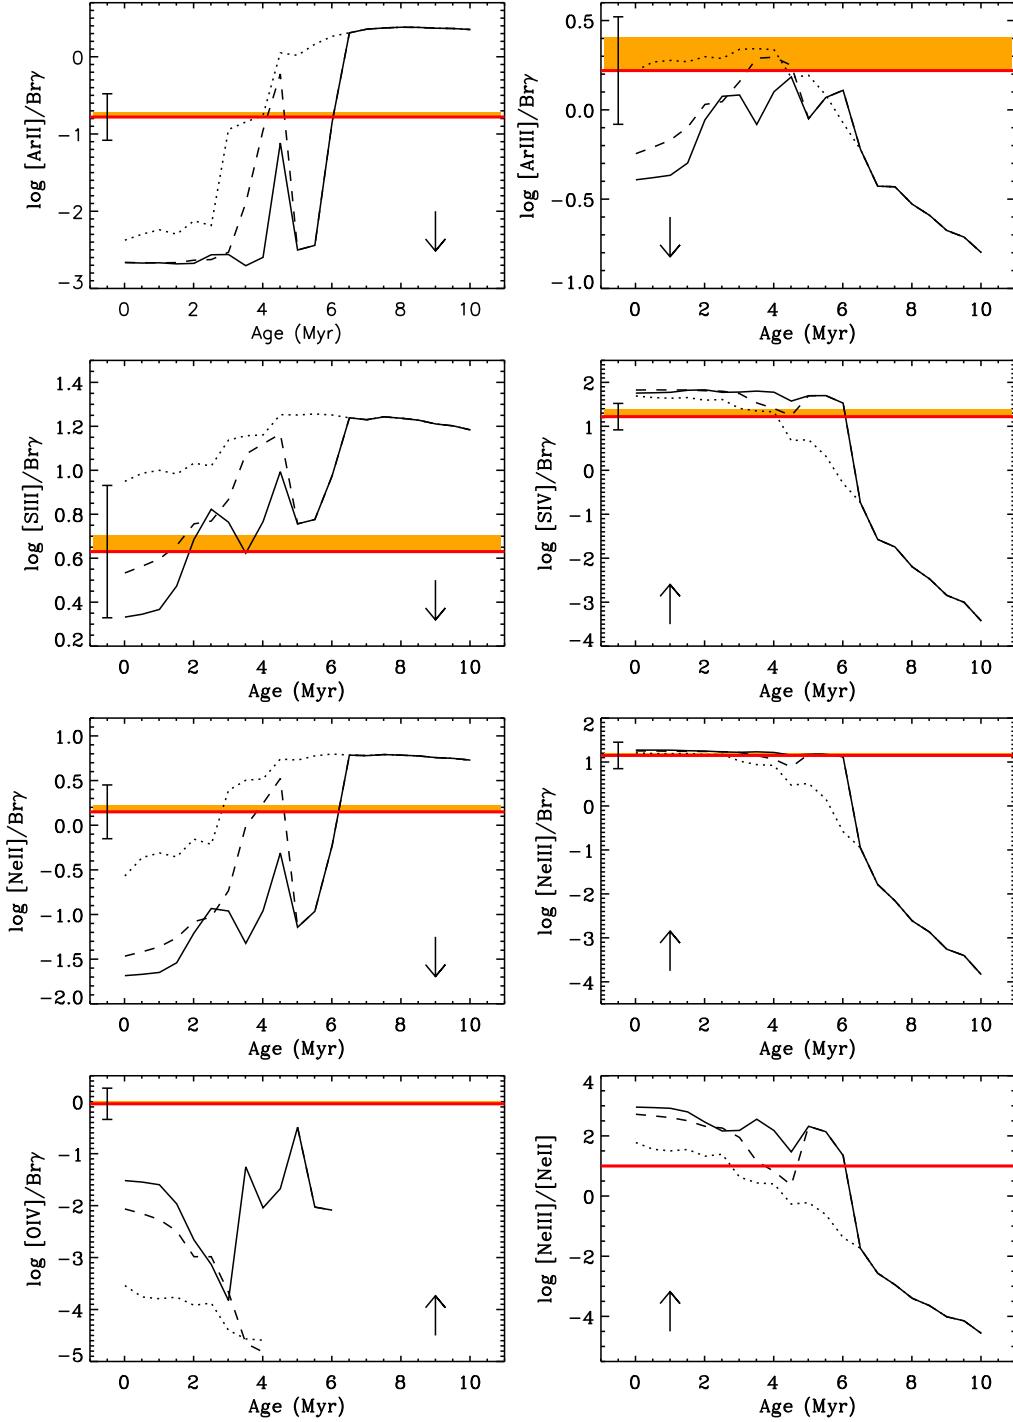 log [ArII]/Brγ
0
−1
−2
−3
0 2 4 6 8 10
Age (Myr)
log [ArIII]/Brγ
0.5
0.0
−0.5
−1.0
0 2 4 6 8 10
Age (Myr)
log [SIII]/Brγ
1.4
1.2
1.0
0.8
0.6
0.4
0.2
0 2 4 6 8 10
Age (Myr)
log [SIV]/Brγ
2
1
0
−1
−2
−3
−4
0 2 4 6 8 10
Age (Myr)
log [NeII]/Brγ
1.0
0.5
0.0
−0.5
−1.0
−1.5
−2.0
0 2 4 6 8 10
Age (Myr)
log [NeIII]/Brγ
2
1
0
−1
−2
−3
−4
0 2 4 6 8 10
Age (Myr)
log [OIV]/Brγ
0
−1
−2
−3
−4
−5
0 2 4 6 8 10
Age (Myr)
log [NeIII]/[NeII]
4
2
0
−2
−4
0 2 4 6 8 10
Age (Myr)